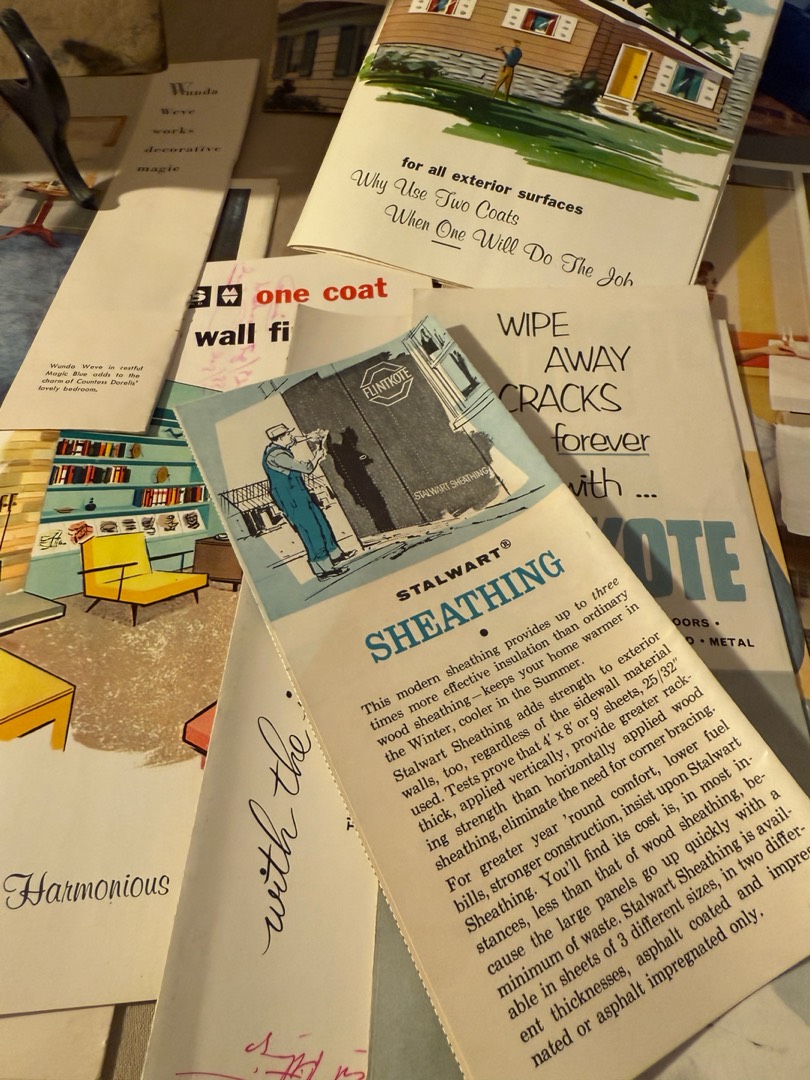 Wunda
Weve
works
decorative
magic
Wunda Weve in restful
Magic Blue adds to the
charm of Countess Dorelis'
lovely bedroom.
for all exterior surfaces
Why Use Two Coats
When One Will Do The Job
one coat
wall fi
WIPE
AWAY
CRACKS
forever
with ...
KOTE
OORS •
• METAL
FLINTKOTE
STALWART SHEATHING
STALWART®
SHEATHING
•
This modern sheathing provides up to three
times more effective insulation than ordinary
wood sheathing—keeps your home warmer in
the Winter, cooler in the Summer.
Stalwart Sheathing adds strength to exterior
walls, too, regardless of the sidewall material
used. Tests prove that 4' x 8' or 9' sheets, 25/32"
thick, applied vertically, provide greater rack-
ing strength than horizontally applied wood
sheathing, eliminate the need for corner bracing.
For greater year 'round comfort, lower fuel
bills, stronger construction, insist upon Stalwart
Sheathing. You'll find its cost is, in most in-
stances, less than that of wood sheathing, be-
cause the large panels go up quickly with a
minimum of waste. Stalwart Sheathing is avail-
able in sheets of 3 different sizes, in two differ-
ent thicknesses, asphalt coated and impreg
nated or asphalt impregnated only.
with the
Harmonious